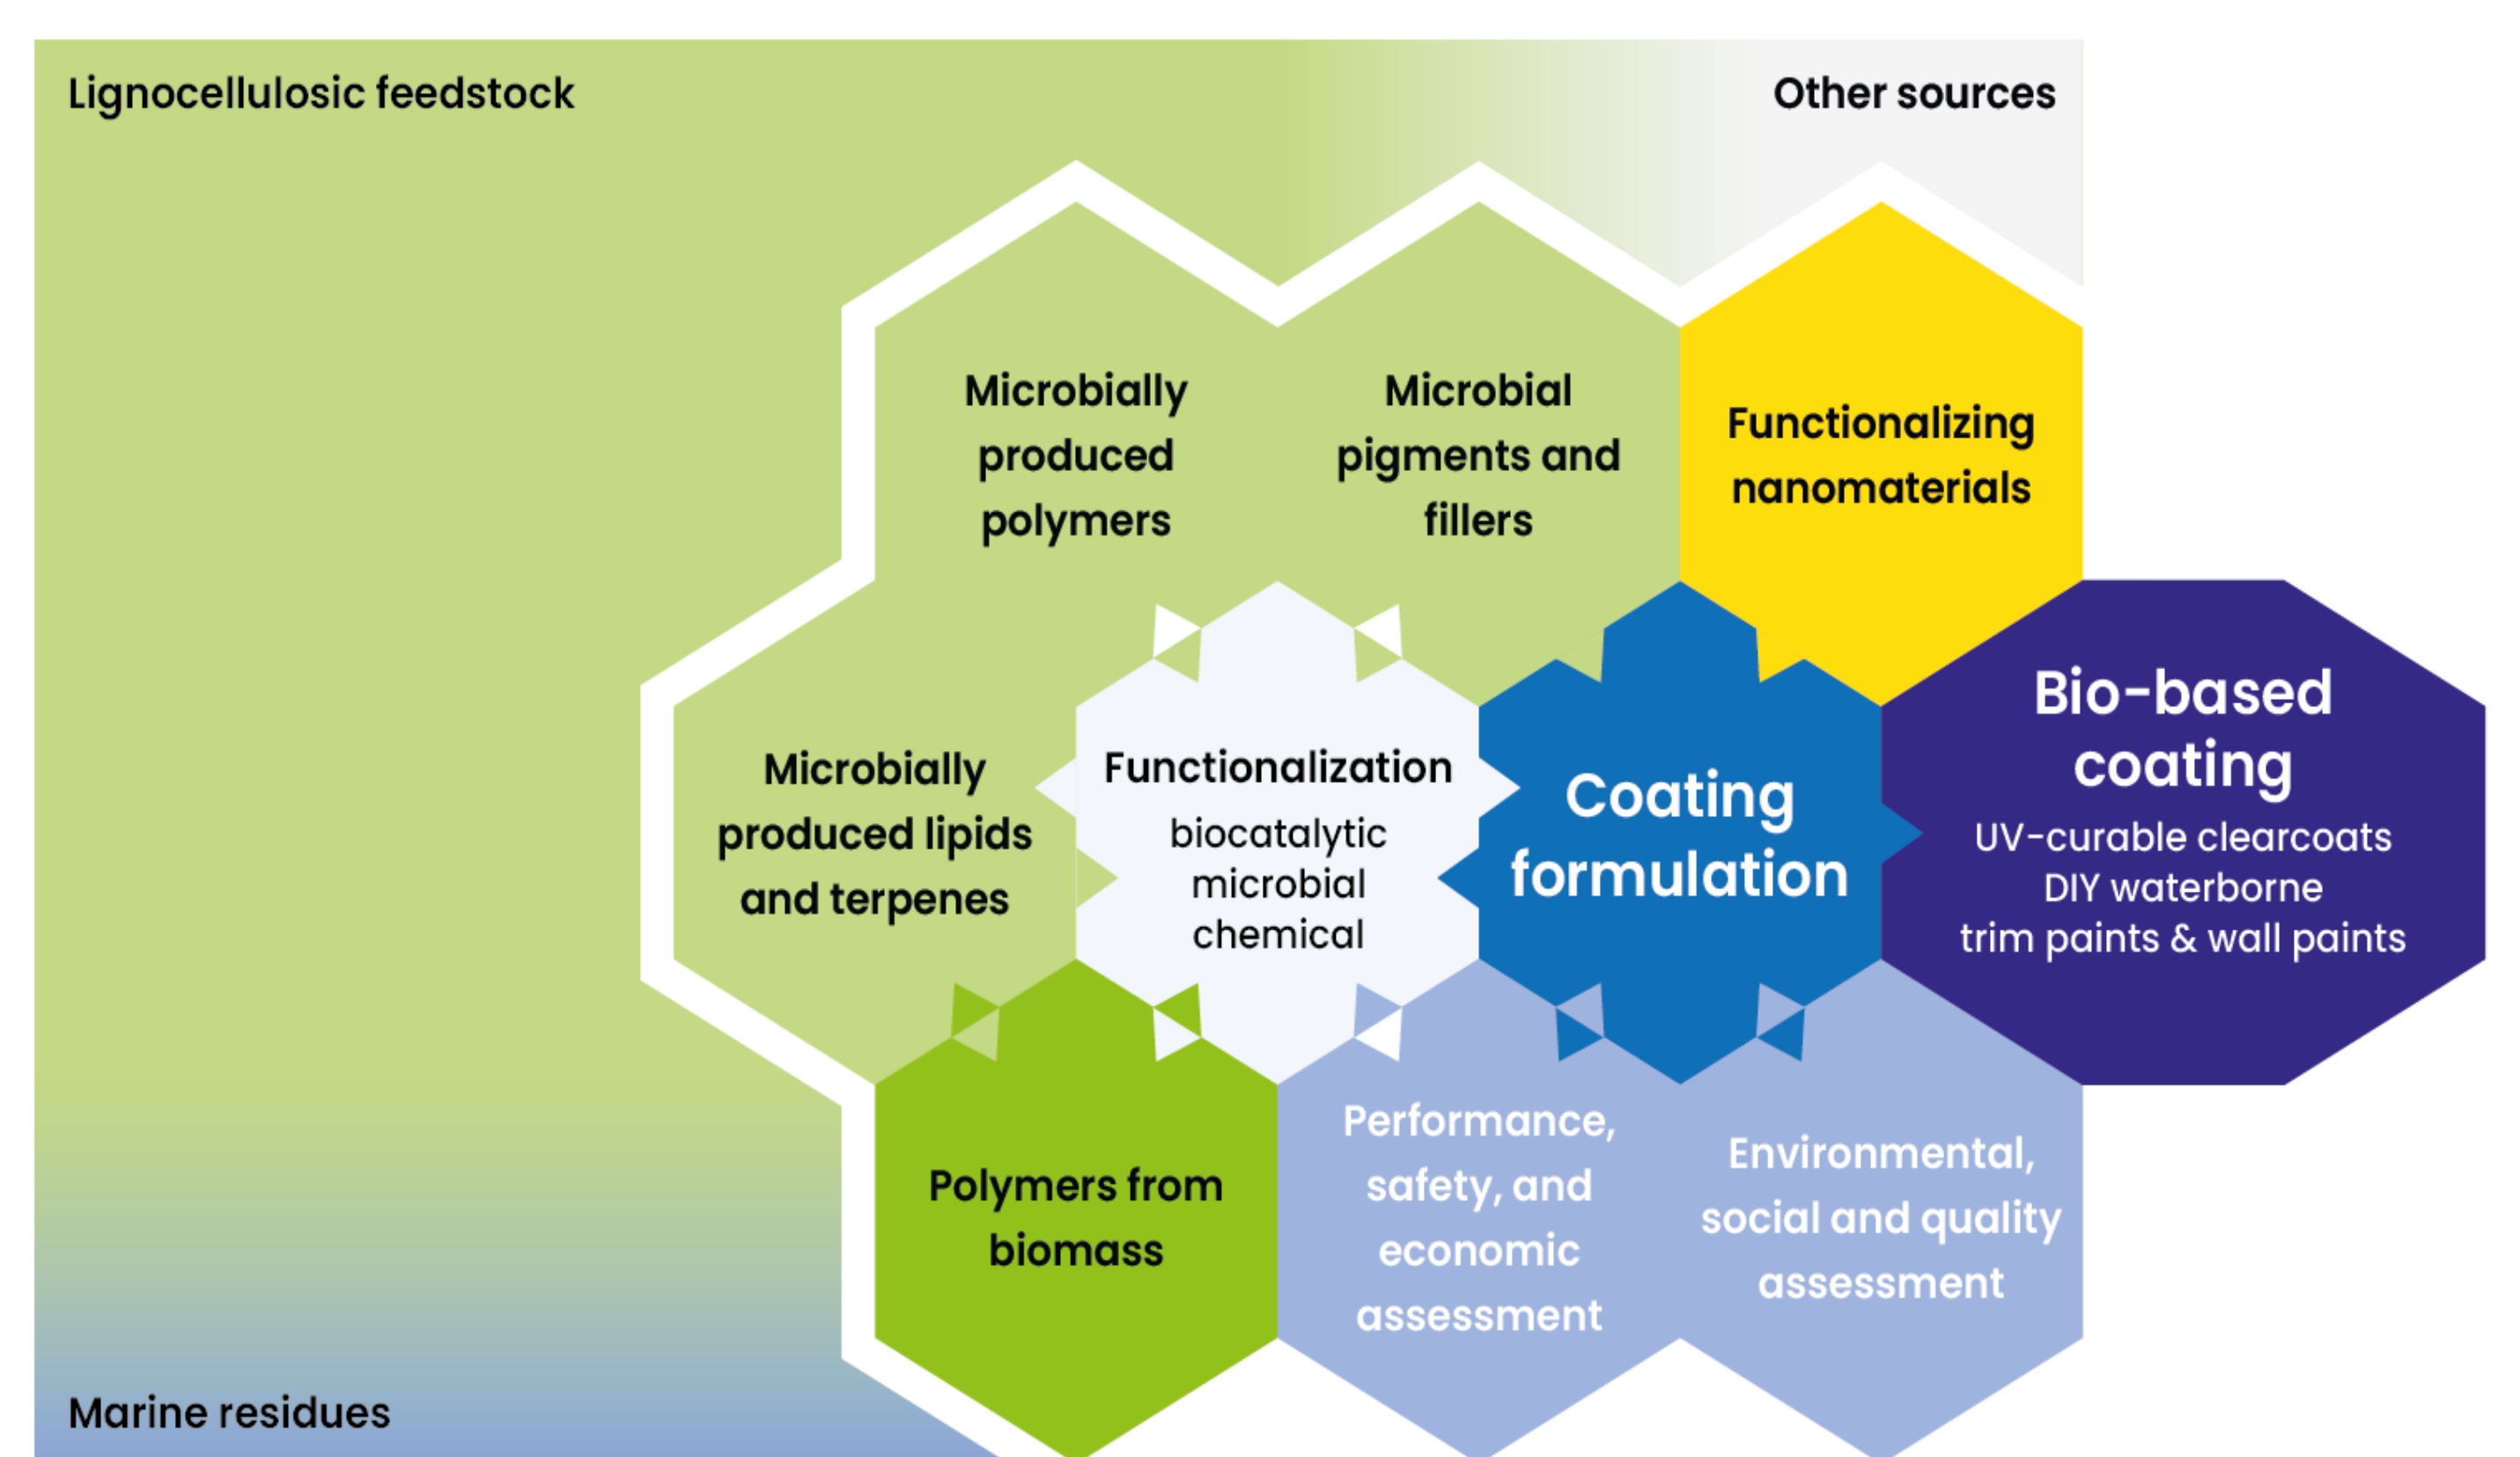 Lignocellulosic feedstock
Other sources
Microbially
produced
polymers
Microbial
pigments and
fillers
Functionalizing
nanomaterials
Microbially
produced lipids
and terpenes
Functionalization
biocatalytic
microbial
chemical
Coating
formulation
Bio-based
coating
UV-curable clearcoats
DIY waterborne
trim paints & wall paints
Polymers from
biomass
Performance,
safety, and
economic
assessment
Environmental,
social and quality
assessment
Marine residues